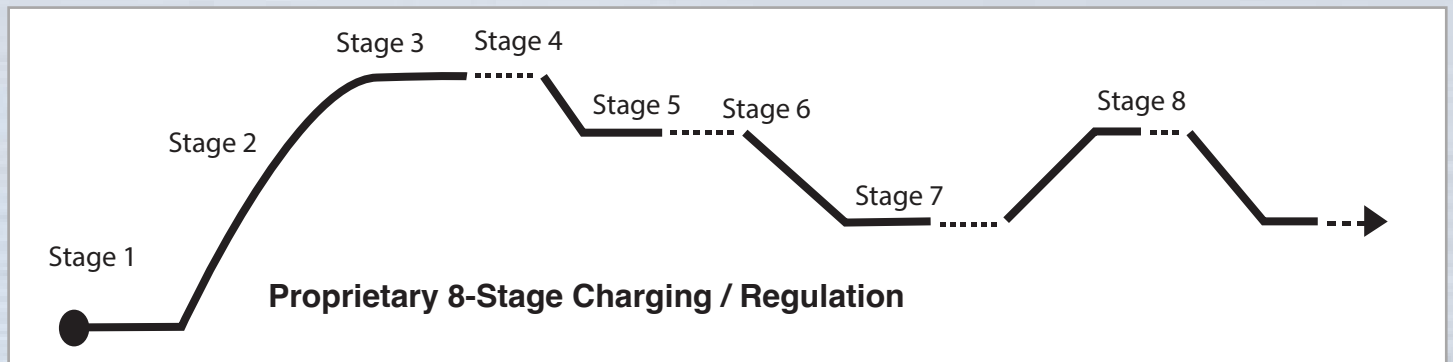 Stage 3
Stage 4
Stage 5
Stage 6
Stage 8
Stage 2
Stage 7
Stage 1
Proprietary 8-Stage Charging / Regulation